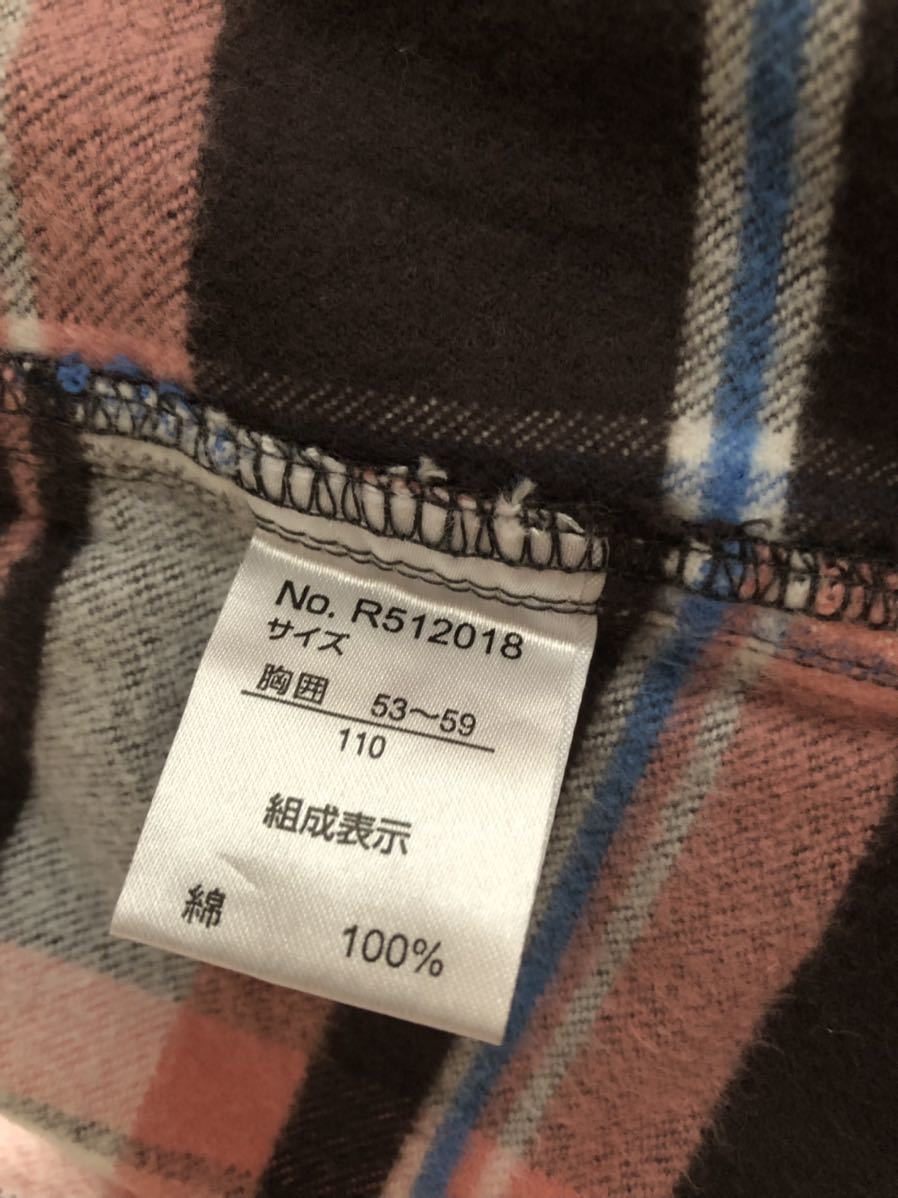 No. R512018
サイズ
胸囲 53〜59
110
組成表示
綿 100%